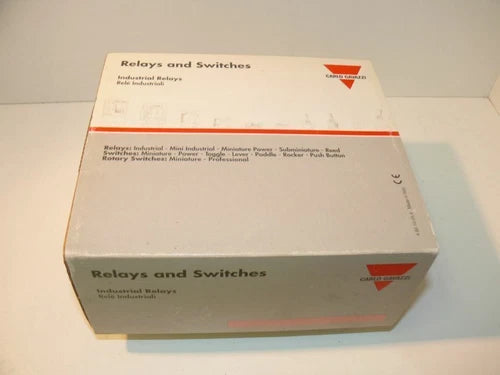 Relays and Switches
CARLO GAVAZZI
Industrial Relays
Relé Industriali
Relays: Industrial - Mini Industrial - Miniature Power - Subminiature - Reed
Switches: Miniature - Power - Toggle - Lever - Paddle - Rocker - Push Button
Rotary Switches: Miniature - Professional
CE
Relays and Switches
CARLO GAVAZZI
Industrial Relays
Relé Industriali